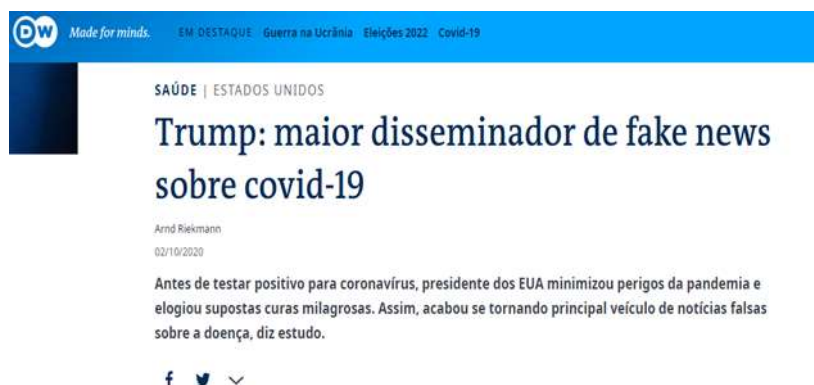 DW Made for minds. EM DESTAQUE Guerra na Ucrânia Eleições 2022 Covid-19
SAÚDE | ESTADOS UNIDOS
Trump: maior disseminador de fake news
sobre covid-19
Arnd Riekmann
02/10/2020
Antes de testar positivo para coronavírus, presidente dos EUA minimizou perigos da pandemia e
elogiou supostas curas milagrosas. Assim, acabou se tornando principal veículo de notícias falsas
sobre a doença, diz estudo.